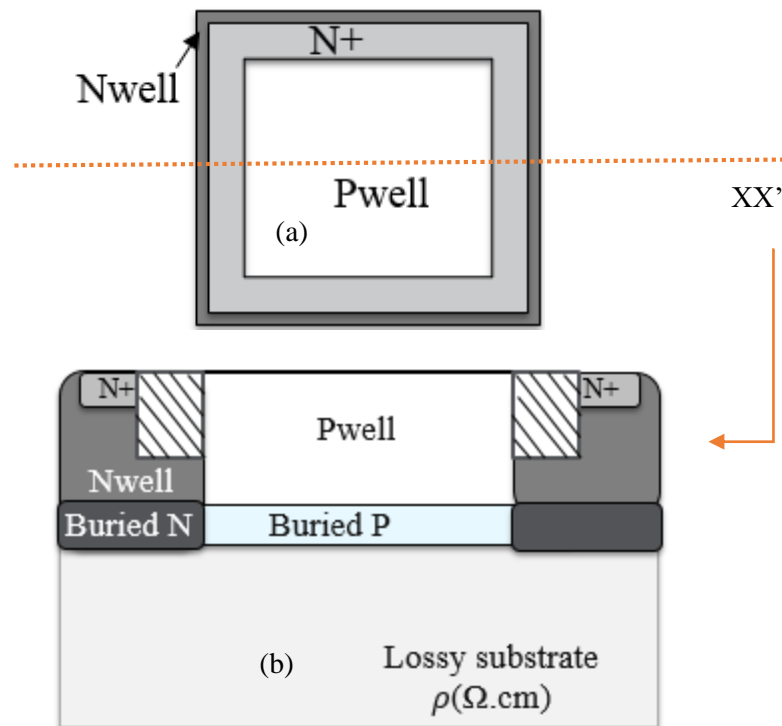 N+
Nwell
XX’
Pwell
(a)
N+
N+
Pwell
Nwell
Buried N
Buried P
(b)
Lossy substrate
ρ(Ω.cm)